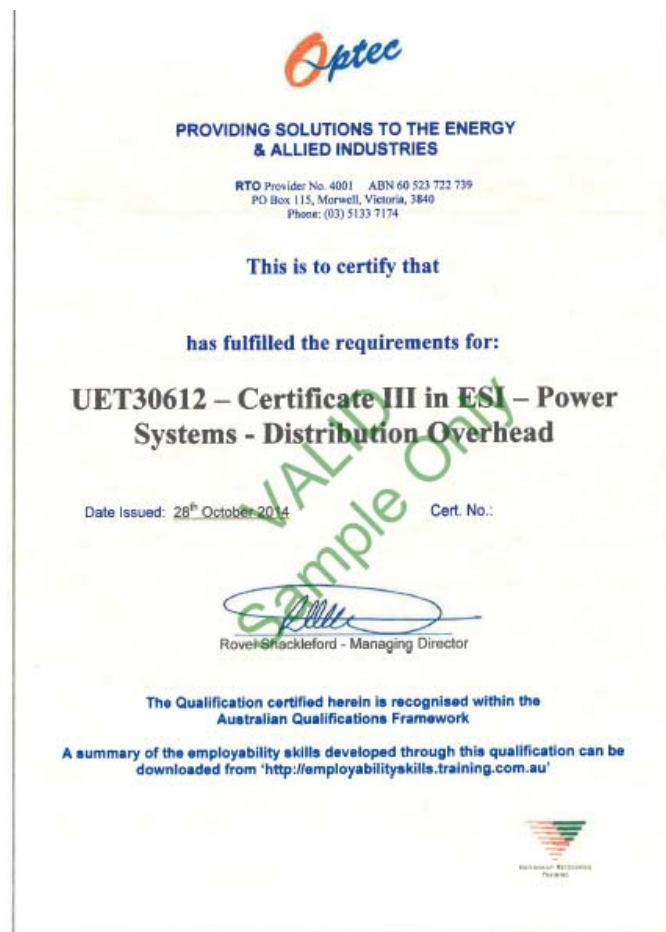 Optec
PROVIDING SOLUTIONS TO THE ENERGY
& ALLIED INDUSTRIES
RTO Provider No. 4001 ABN 60 523 722 739
PO Box 115, Morwell, Victoria, 3840
Phone: (03) 5133 7174
This is to certify that
has fulfilled the requirements for:
UET30612 – Certificate III in ESI – Power
Systems - Distribution Overhead
VALID
Sample Only
Date Issued: 28th October 2014 Cert. No.:
Rovel Shackleford - Managing Director
The Qualification certified herein is recognised within the
Australian Qualifications Framework
A summary of the employability skills developed through this qualification can be
downloaded from 'http://employabilityskills.training.com.au'
Nationally Recognised
Training